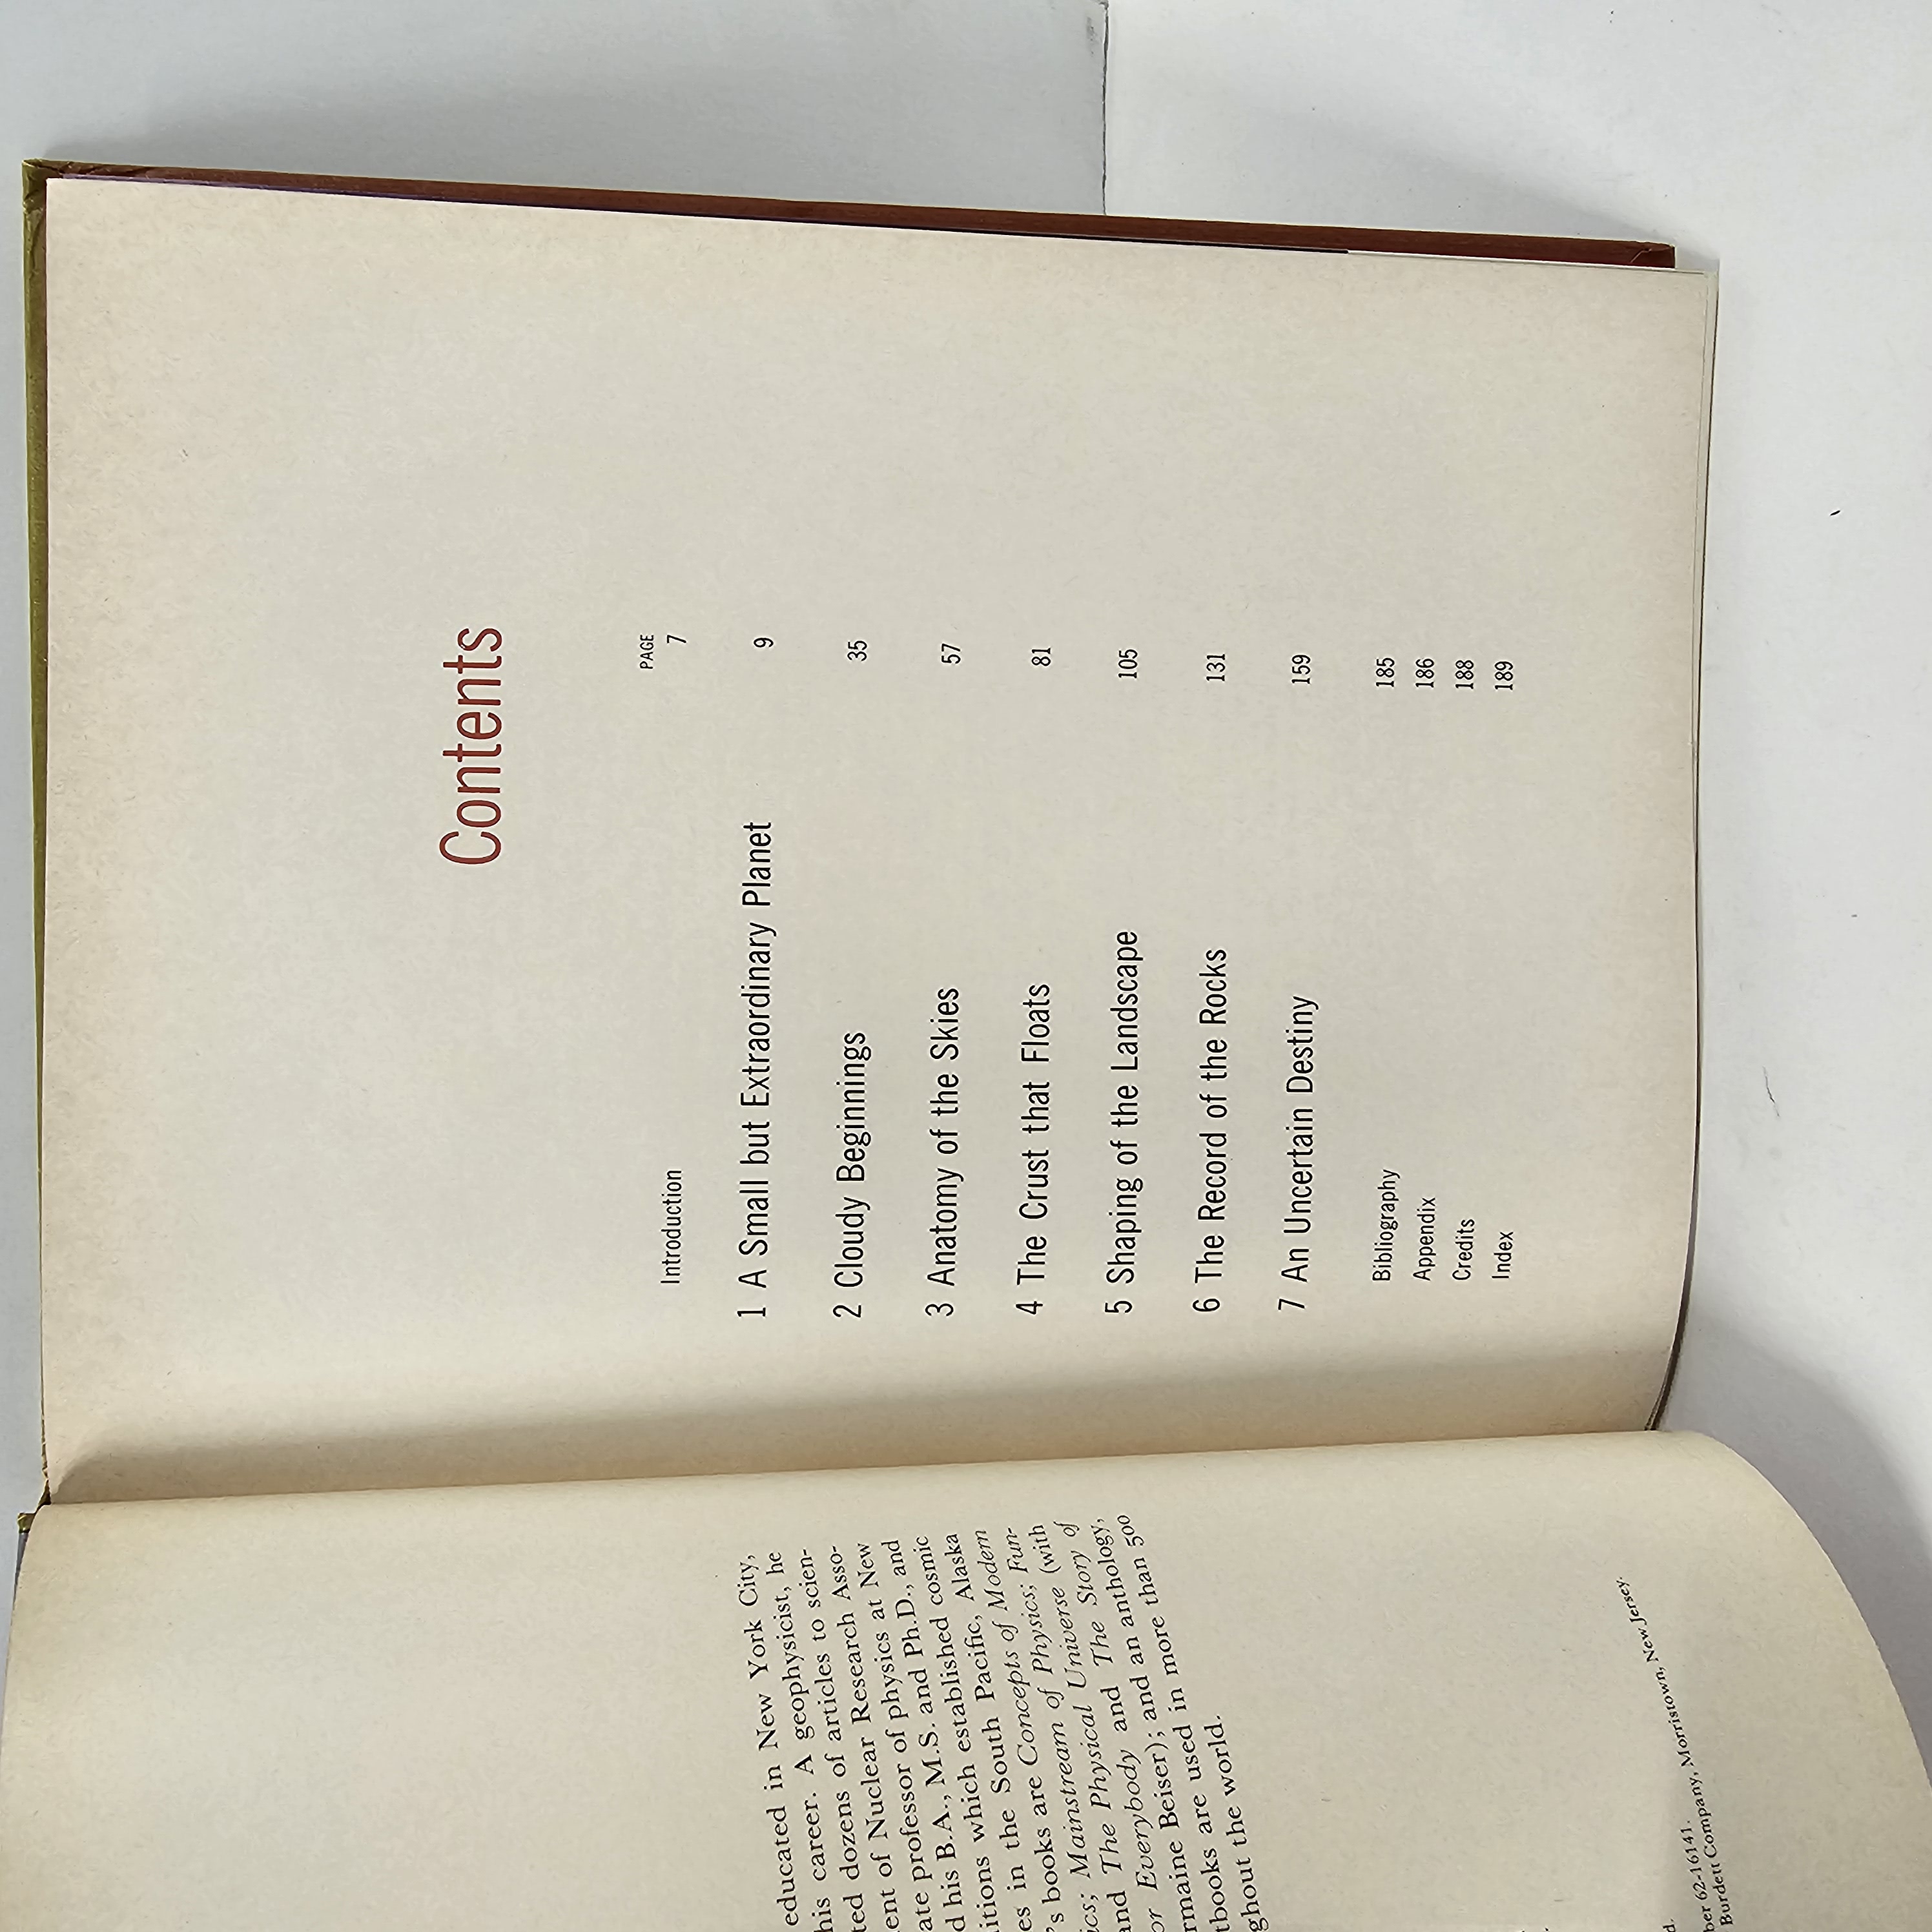 educated in New York City,
his career. A geophysicist, he
ted dozens of articles to scien-
ent of Nuclear Research Asso-
ate professor of physics at New
d his B.A., M.S. and Ph.D., and
itions which established cosmic
es in the South Pacific, Alaska
's books are Concepts of Modern
ics; Mainstream of Physics; Fun-
and The Physical Universe (with
or Everybody and The Story of
rmaine Beiser); and an anthology,
tbooks are used in more than 500
ghout the world.
d.
ber 62-16141.
Burdett Company, Morristown, New Jersey.
Contents
PAGE
Introduction 7
1 A Small but Extraordinary Planet 9
2 Cloudy Beginnings 35
3 Anatomy of the Skies 57
4 The Crust that Floats 81
5 Shaping of the Landscape 105
6 The Record of the Rocks 131
7 An Uncertain Destiny 159
Bibliography 185
Appendix 186
Credits 188
Index 189